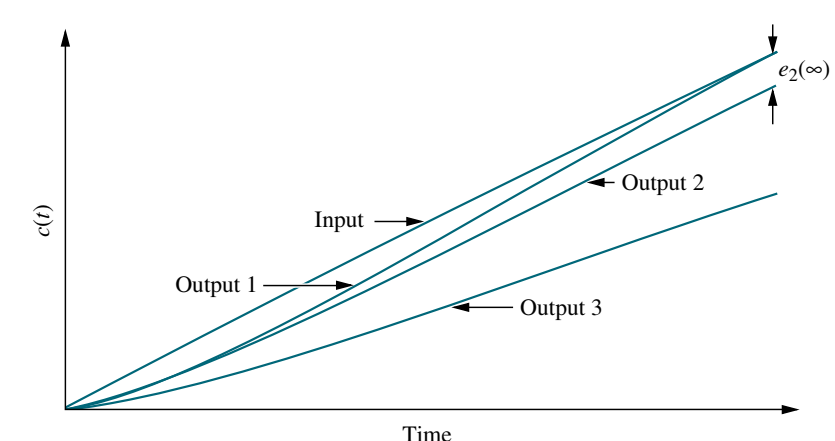 e₂(∞)
Output 2
Input
c(t)
Output 1
Output 3
Time